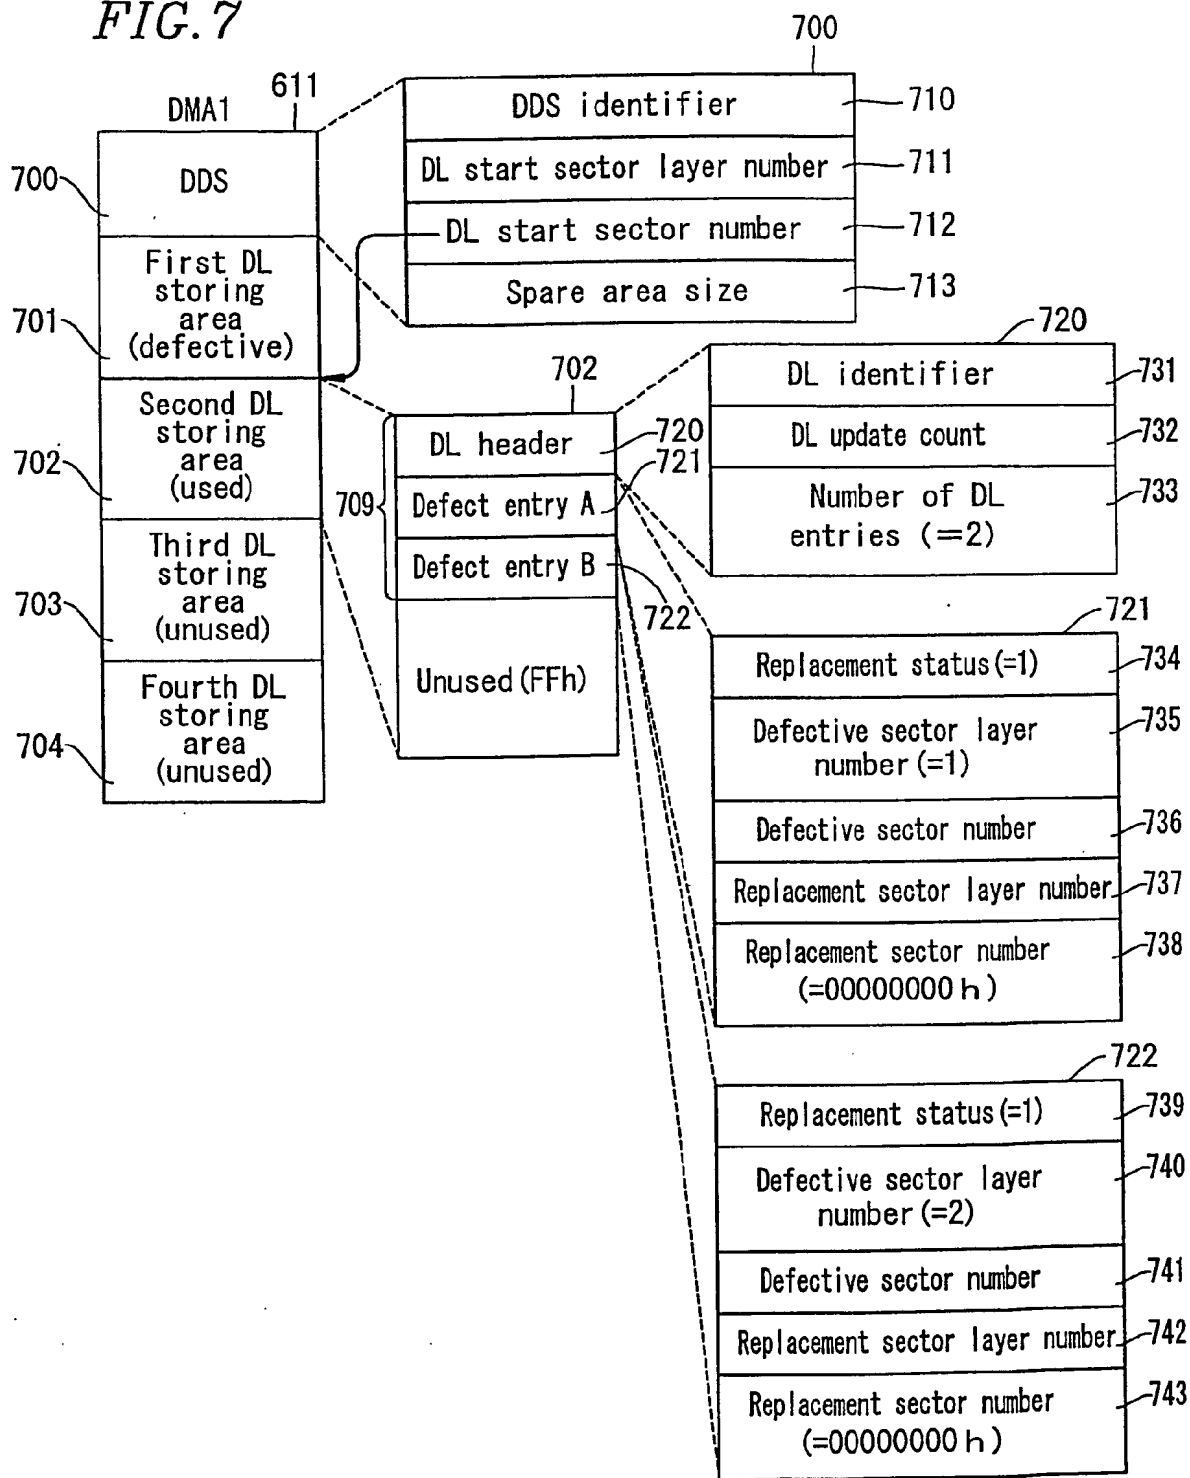 FIG. 7
DMA1
611
700
DDS
First DL
storing
area
(defective)
701
Second DL
storing
area
(used)
702
Third DL
storing
area
(unused)
703
Fourth DL
storing
area
(unused)
704
700
DDS identifier
710
DL start sector layer number
711
DL start sector number
712
Spare area size
713
702
709
DL header
720
Defect entry A
721
Defect entry B
722
Unused (FFh)
720
DL identifier
731
DL update count
732
Number of DL
entries (=2)
733
721
Replacement status(=1)
734
Defective sector layer
number (=1)
735
Defective sector number
736
Replacement sector layer number
737
Replacement sector number
(=00000000h)
738
722
Replacement status(=1)
739
Defective sector layer
number (=2)
740
Defective sector number
741
Replacement sector layer number
742
Replacement sector number
(=00000000h)
743